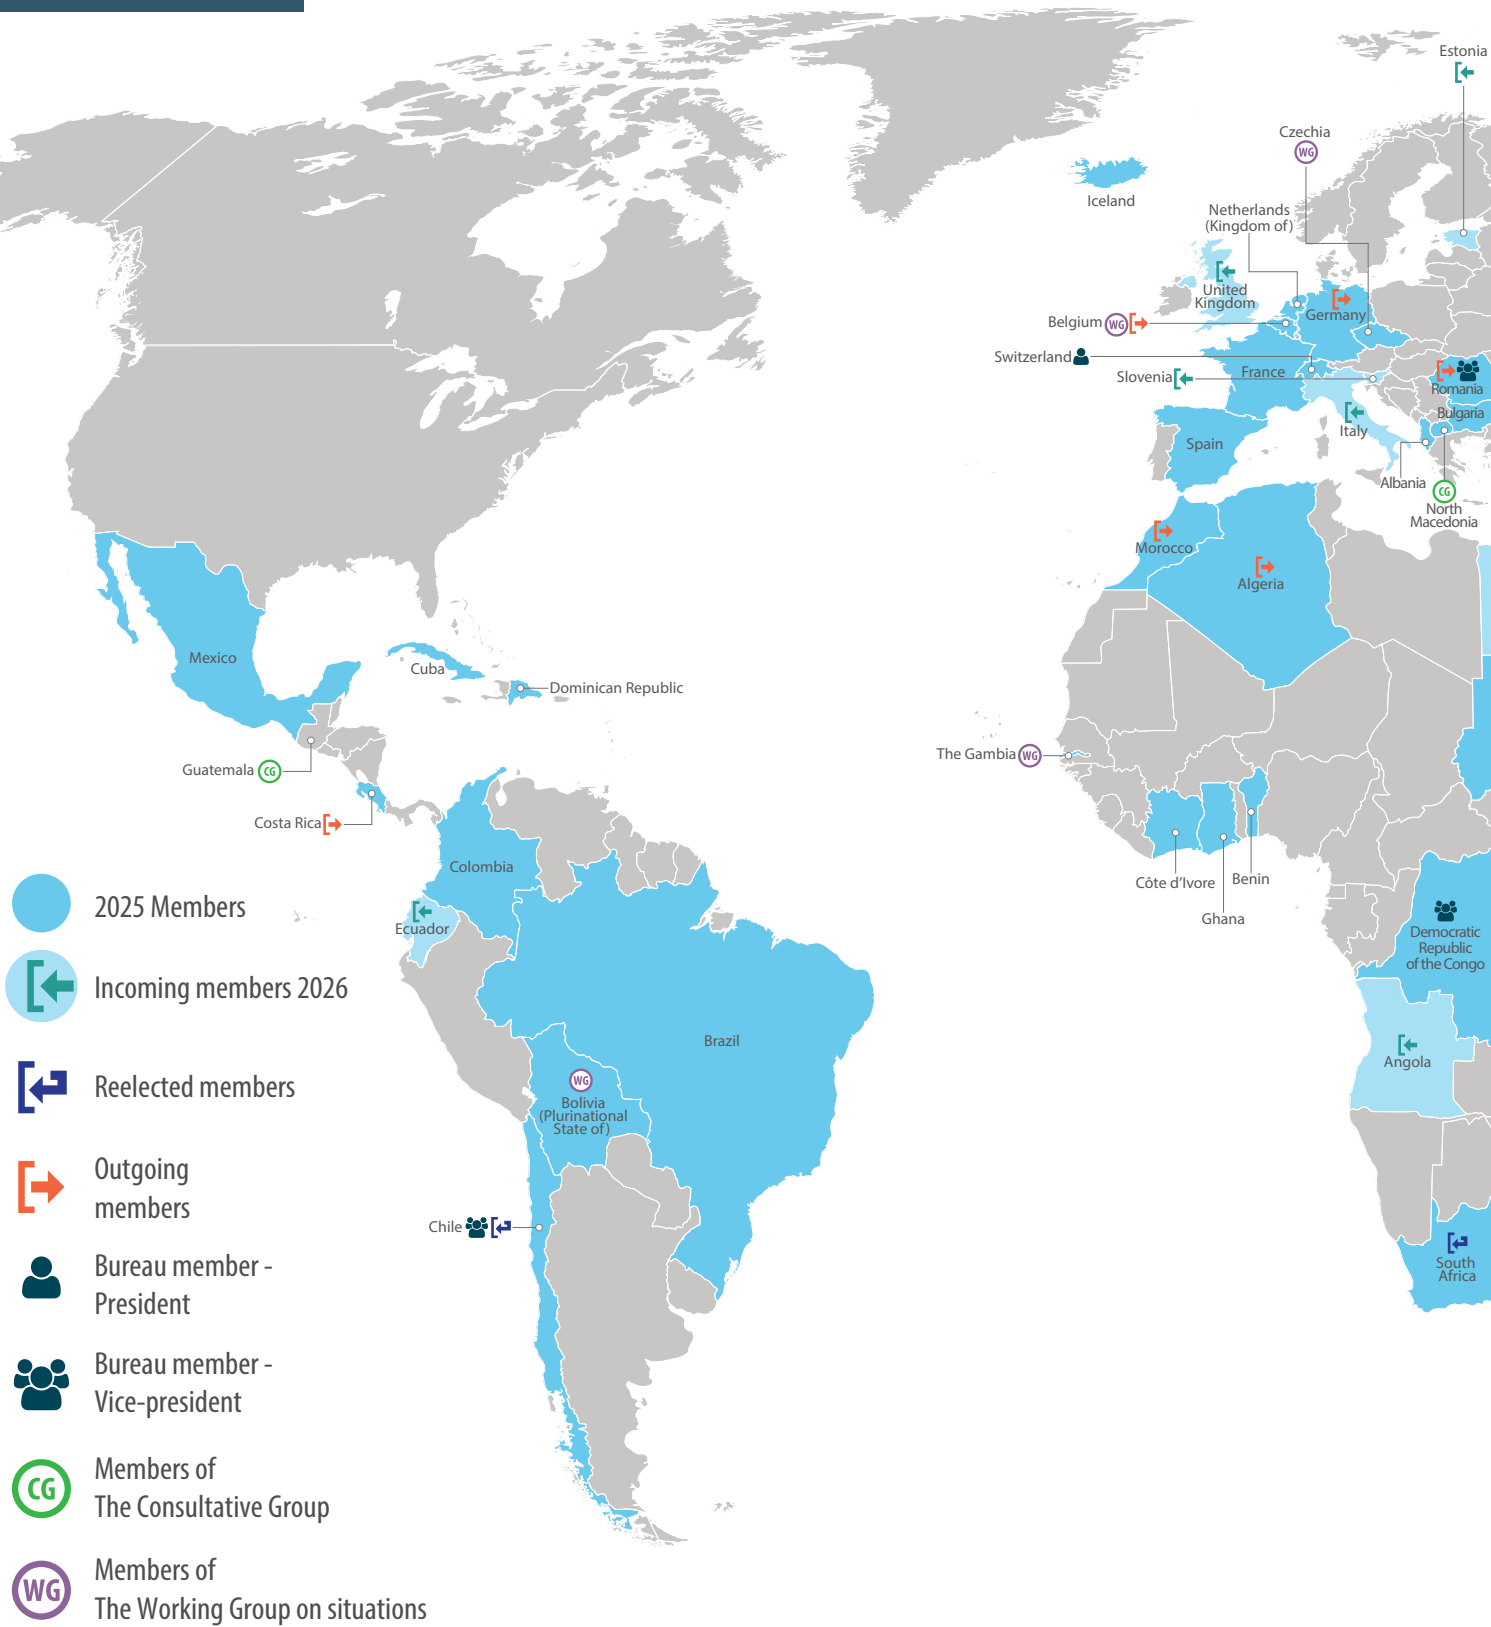 Estonia
Czechia
WG
Iceland
Netherlands
(Kingdom of)
United
Kingdom
Germany
Belgium WG
Switzerland
France
Slovenia
Romania
Bulgaria
Italy
Spain
Albania
CG
North
Macedonia
Morocco
Algeria
Mexico
Cuba
Dominican Republic
The Gambia WG
Guatemala CG
Costa Rica
Colombia
Côte d'Ivore
Benin
Ghana
2025 Members
Ecuador
Democratic
Republic
of the Congo
Incoming members 2026
Brazil
Angola
Reelected members
WG
Bolivia
(Plurinational
State of)
Outgoing
members
Chile
South
Africa
Bureau member -
President
Bureau member -
Vice-president
CG
Members of
The Consultative Group
WG
Members of
The Working Group on situations